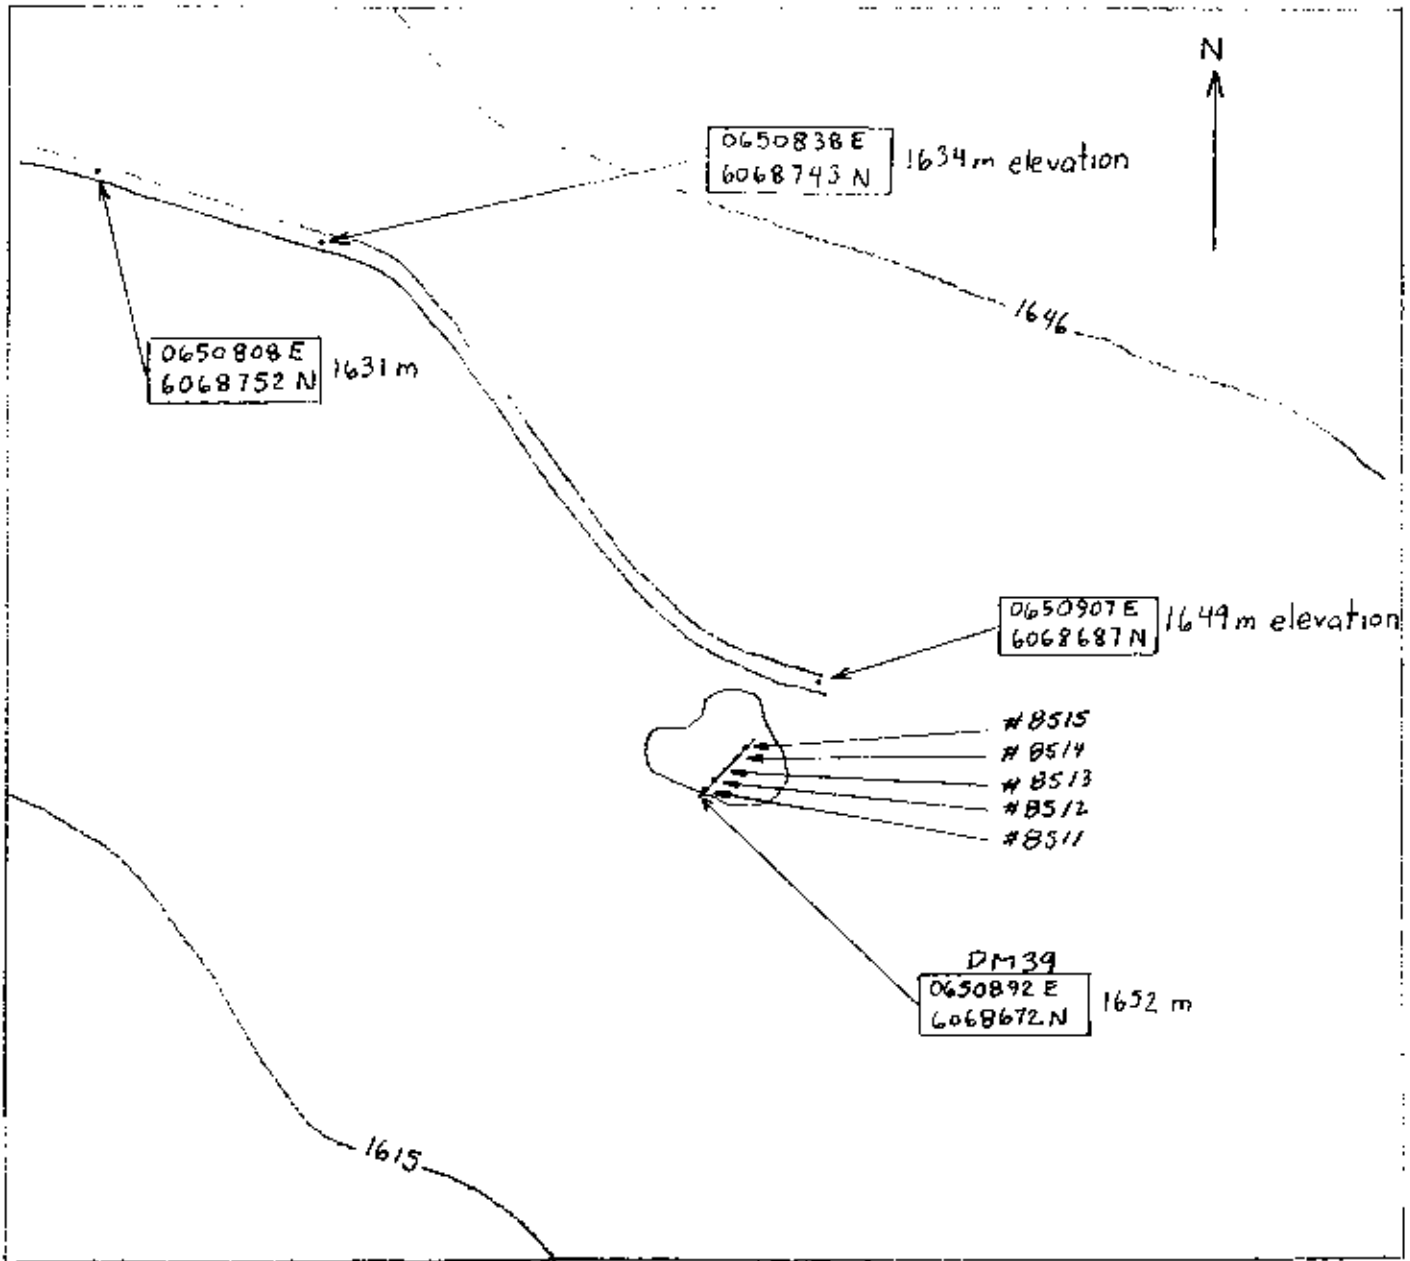 N
0650838 E
6068743 N
1634 m elevation
1646
0650808 E
6068752 N
1631 m
0650907 E
6068687 N
1649 m elevation
#8515
#8514
#8513
#8512
#8511
DM39
0650892 E
6068672 N
1652 m
1615